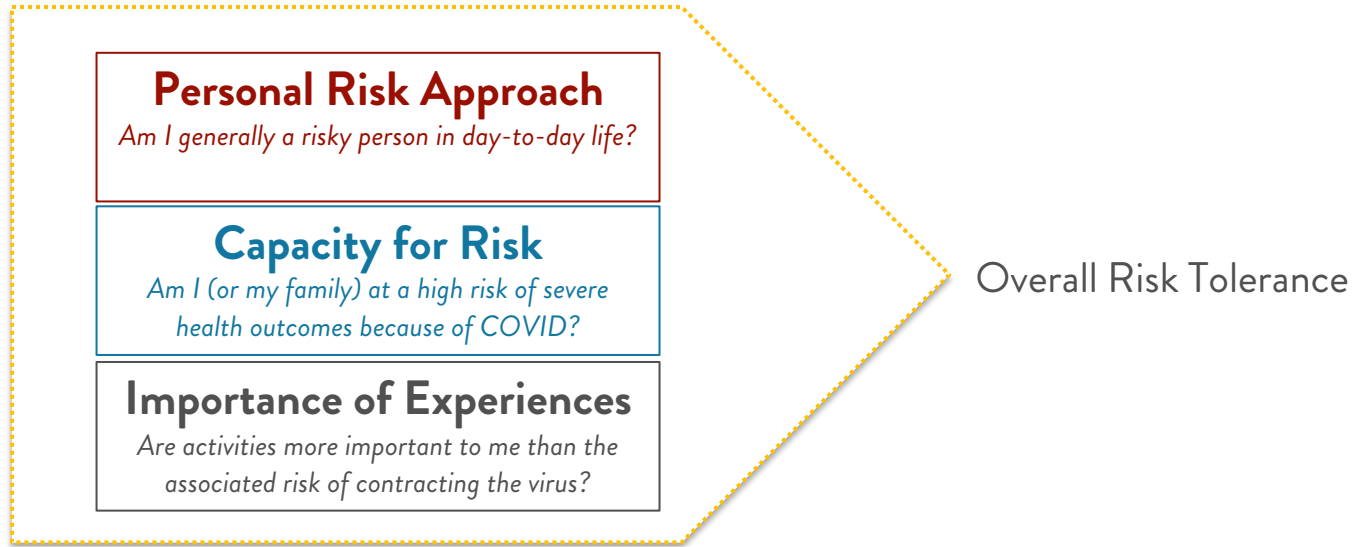 Personal Risk Approach
Am I generally a risky person in day-to-day life?
Capacity for Risk
Am I (or my family) at a high risk of severe
health outcomes because of COVID?
Overall Risk Tolerance
Importance of Experiences
Are activities more important to me than the
associated risk of contracting the virus?